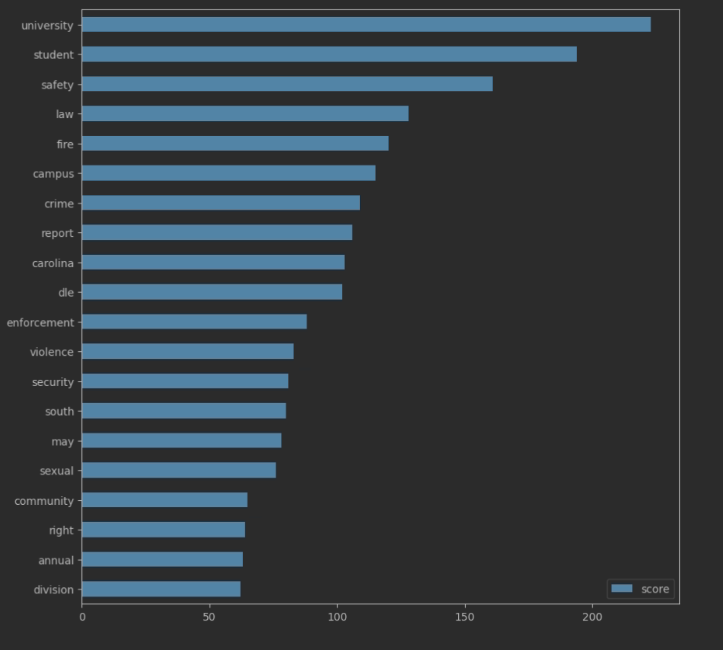 university
student
safety
law
fire
campus
crime
report
carolina
dle
enforcement
violence
security
south
may
sexual
community
right
annual
division
score
0 50 100 150 200